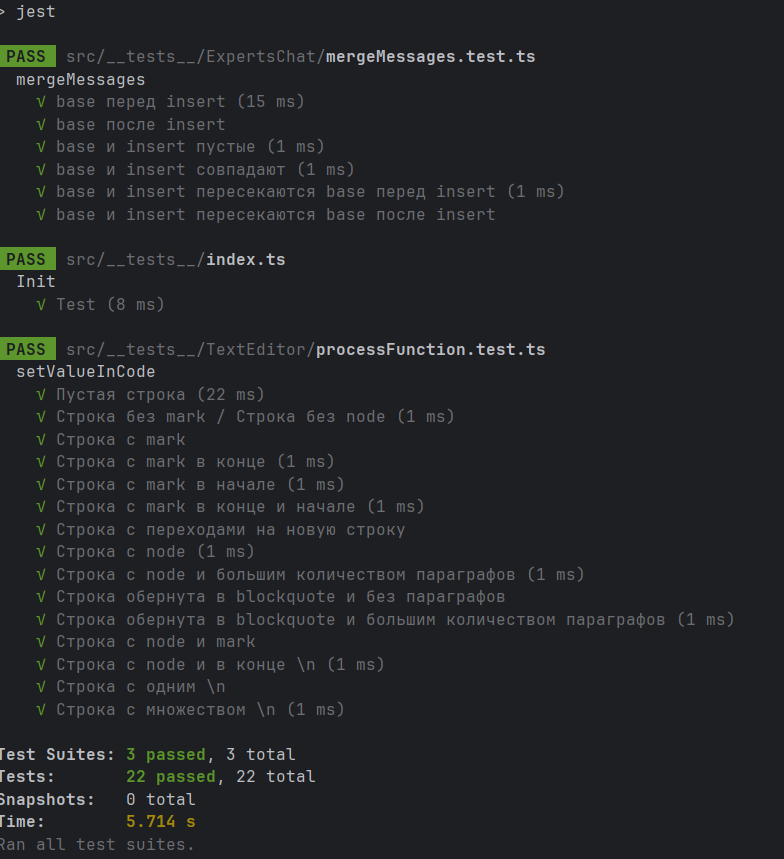 > jest
PASS src/__tests__/ExpertsChat/mergeMessages.test.ts
mergeMessages
√ base перед insert (15 ms)
√ base после insert
√ base и insert пустые (1 ms)
√ base и insert совпадают (1 ms)
√ base и insert пересекаются base перед insert (1 ms)
√ base и insert пересекаются base после insert
PASS src/__tests__/index.ts
Init
√ Test (8 ms)
PASS src/__tests__/TextEditor/processFunction.test.ts
setValueInCode
√ Пустая строка (22 ms)
√ Строка без mark / Строка без node (1 ms)
√ Строка с mark
√ Строка с mark в конце (1 ms)
√ Строка с mark в начале (1 ms)
√ Строка с mark в конце и начале (1 ms)
√ Строка с переходами на новую строку
√ Строка с node (1 ms)
√ Строка с node и большим количеством параграфов (1 ms)
√ Строка обернута в blockquote и без параграфов
√ Строка обернута в blockquote и большим количеством параграфов (1 ms)
√ Строка с node и mark
√ Строка с node и в конце \n (1 ms)
√ Строка с одним \n
√ Строка с множеством \n (1 ms)
Test Suites: 3 passed, 3 total
Tests: 22 passed, 22 total
Snapshots: 0 total
Time: 5.714 s
Ran all test suites.